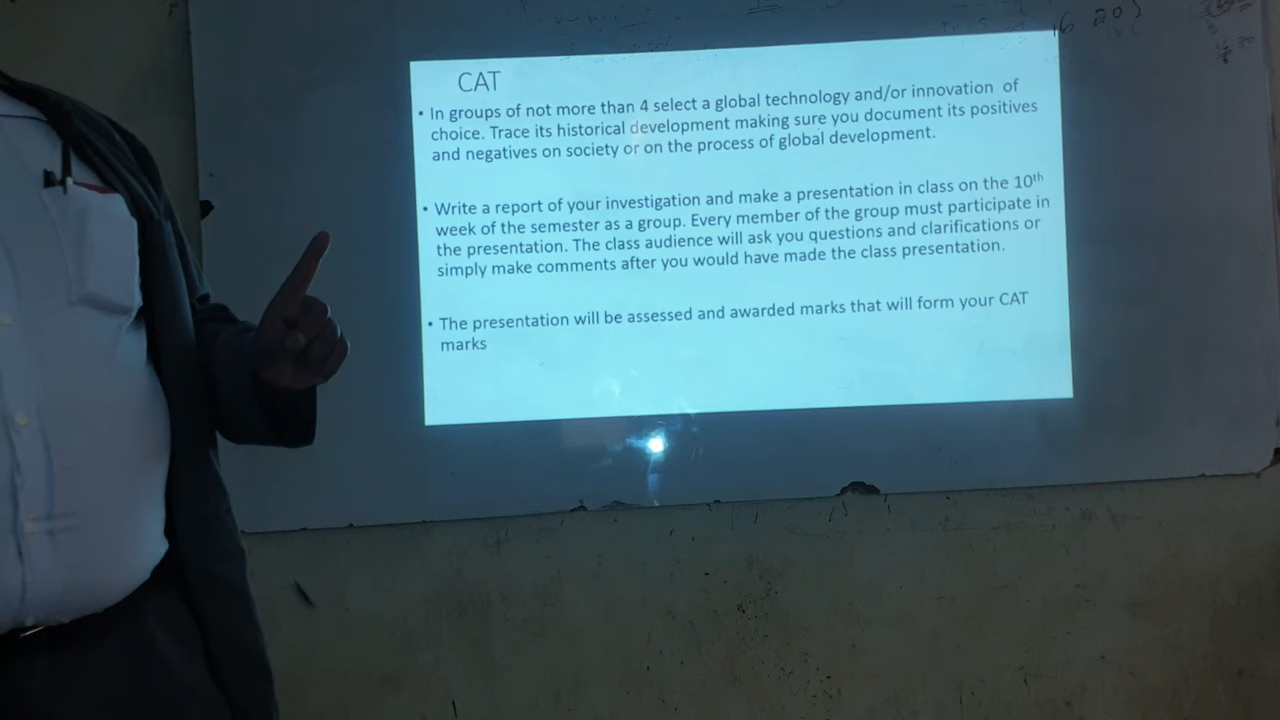 CAT
• In groups of not more than 4 select a global technology and/or innovation of
choice. Trace its historical development making sure you document its positives
and negatives on society or on the process of global development.
• Write a report of your investigation and make a presentation in class on the 10th
week of the semester as a group. Every member of the group must participate in
the presentation. The class audience will ask you questions and clarifications or
simply make comments after you would have made the class presentation.
• The presentation will be assessed and awarded marks that will form your CAT
marks